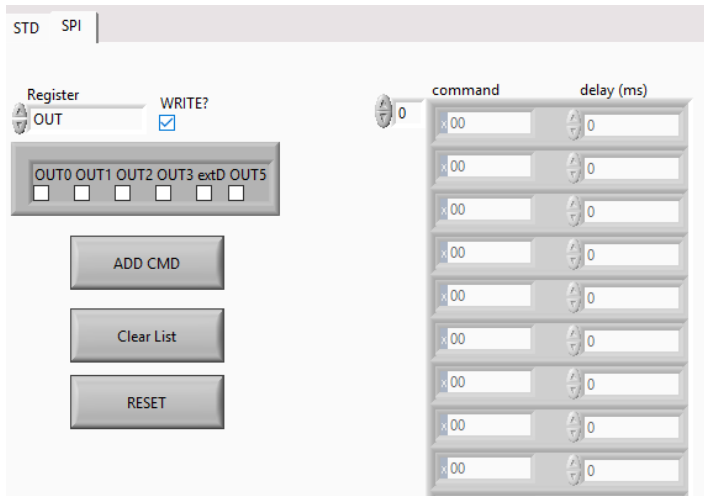 STD SPI
Register
WRITE?
OUT
OUT0 OUT1 OUT2 OUT3 extD OUT5
ADD CMD
Clear List
RESET
0
command delay (ms)
x 00 0
x 00 0
x 00 0
x 00 0
x 00 0
x 00 0
x 00 0
x 00 0
x 00 0